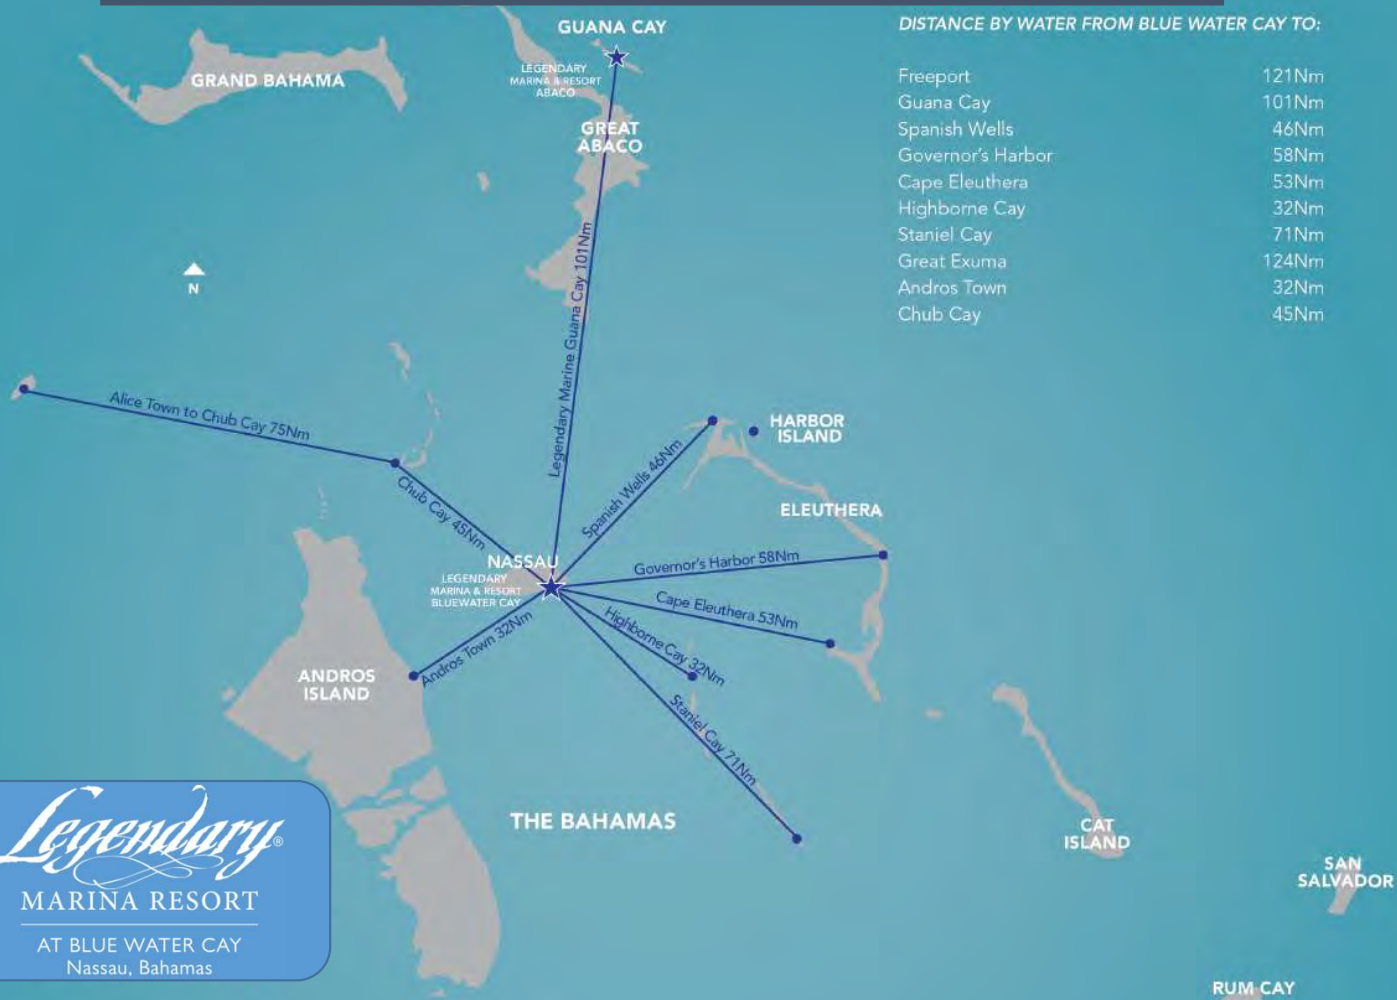 GUANA CAY
LEGENDARY
MARINA & RESORT
ABACO
GRAND BAHAMA
GREAT
ABACO
N
DISTANCE BY WATER FROM BLUE WATER CAY TO:
Freeport 121Nm
Guana Cay 101Nm
Spanish Wells 46Nm
Governor's Harbor 58Nm
Cape Eleuthera 53Nm
Highborne Cay 32Nm
Staniel Cay 71Nm
Great Exuma 124Nm
Andros Town 32Nm
Chub Cay 45Nm
Legendary Marine Guana Cay 101Nm
Alice Town to Chub Cay 75Nm
Chub Cay 45Nm
Spanish Wells 46Nm
HARBOR
ISLAND
ELEUTHERA
NASSAU
LEGENDARY
MARINA & RESORT
BLUEWATER CAY
Governor's Harbor 58Nm
Cape Eleuthera 53Nm
Highborne Cay 32Nm
Andros Town 32Nm
Staniel Cay 71Nm
ANDROS
ISLAND
THE BAHAMAS
CAT
ISLAND
SAN
SALVADOR
RUM CAY
Legendary®
MARINA RESORT
AT BLUE WATER CAY
Nassau, Bahamas